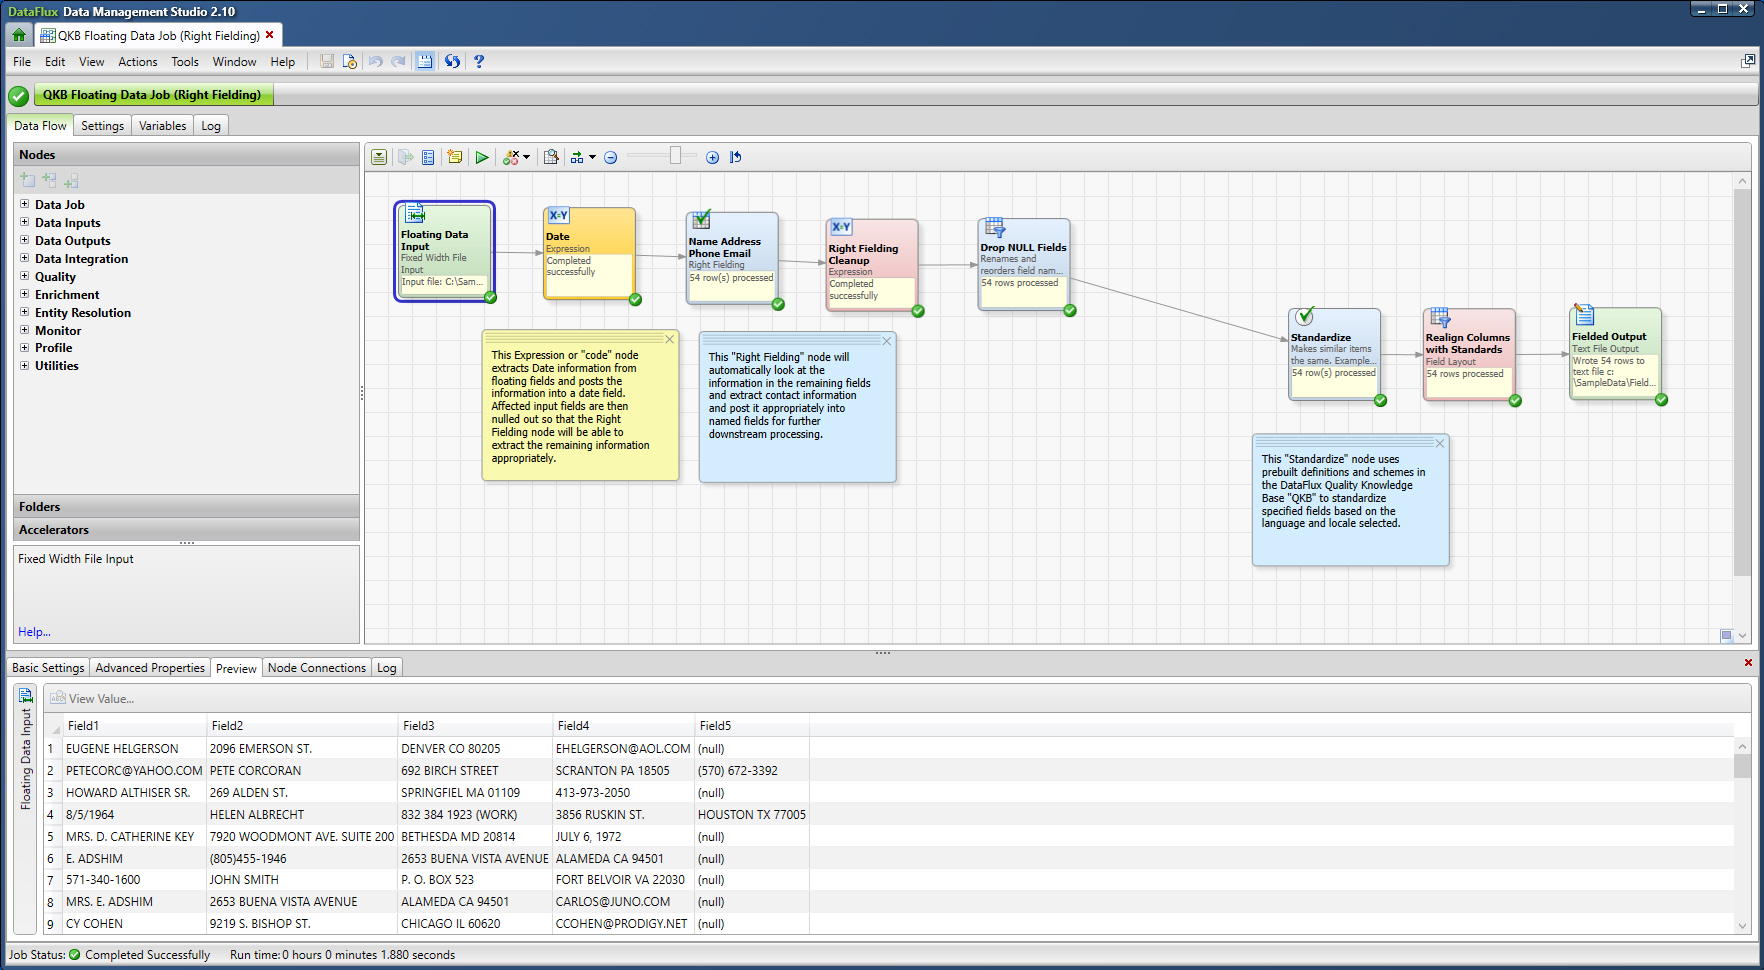 DataFlux Data Management Studio 2.10
QKB Floating Data Job (Right Fielding)
File Edit View Actions Tools Window Help
QKB Floating Data Job (Right Fielding)
Data Flow Settings Variables Log
Nodes
Data Job
Data Inputs
Data Outputs
Data Integration
Quality
Enrichment
Entity Resolution
Monitor
Profile
Utilities
Folders
Accelerators
Fixed Width File Input
Help...
Floating Data
Input
Fixed Width File
Input
Input file: C:\Sam...
X=Y
Date
Expression
Completed
successfully
Name Address
Phone Email
Right Fielding
54 row(s) processed
X=Y
Right Fielding
Cleanup
Expression
Completed
successfully
Drop NULL Fields
Renames and
reorders field nam...
54 rows processed
Standardize
Makes similar items
the same. Example...
54 row(s) processed
Realign Columns
with Standards
Field Layout
54 rows processed
Fielded Output
Text File Output
Wrote 54 rows to
text file c:
\SampleData\Field...
This Expression or "code" node
extracts Date information from
floating fields and posts the
information into a date field.
Affected input fields are then
nulled out so that the Right
Fielding node will be able to
extract the remaining information
appropriately.
This "Right Fielding" node will
automatically look at the
information in the remaining fields
and extract contact information
and post it appropriately into
named fields for further
downstream processing.
This "Standardize" node uses
prebuilt definitions and schemes in
the DataFlux Quality Knowledge
Base "QKB" to standardize
specified fields based on the
language and locale selected.
Basic Settings Advanced Properties Preview Node Connections Log
Floating Data Input
View Value...
Field1 Field2 Field3 Field4 Field5
1 EUGENE HELGERSON 2096 EMERSON ST. DENVER CO 80205 EHELGERSON@AOL.COM (null)
2 PETECORC@YAHOO.COM PETE CORCORAN 692 BIRCH STREET SCRANTON PA 18505 (570) 672-3392
3 HOWARD ALTHISER SR. 269 ALDEN ST. SPRINGFIEL MA 01109 413-973-2050 (null)
4 8/5/1964 HELEN ALBRECHT 832 384 1923 (WORK) 3856 RUSKIN ST. HOUSTON TX 77005
5 MRS. D. CATHERINE KEY 7920 WOODMONT AVE. SUITE 200 BETHESDA MD 20814 JULY 6, 1972 (null)
6 E. ADSHIM (805)455-1946 2653 BUENA VISTA AVENUE ALAMEDA CA 94501 (null)
7 571-340-1600 JOHN SMITH P. O. BOX 523 FORT BELVOIR VA 22030 (null)
8 MRS. E. ADSHIM 2653 BUENA VISTA AVENUE ALAMEDA CA 94501 CARLOS@JUNO.COM (null)
9 CY COHEN 9219 S. BISHOP ST. CHICAGO IL 60620 CCOHEN@PRODIGY.NET (null)
Job Status: Completed Successfully Run time: 0 hours 0 minutes 1.880 seconds